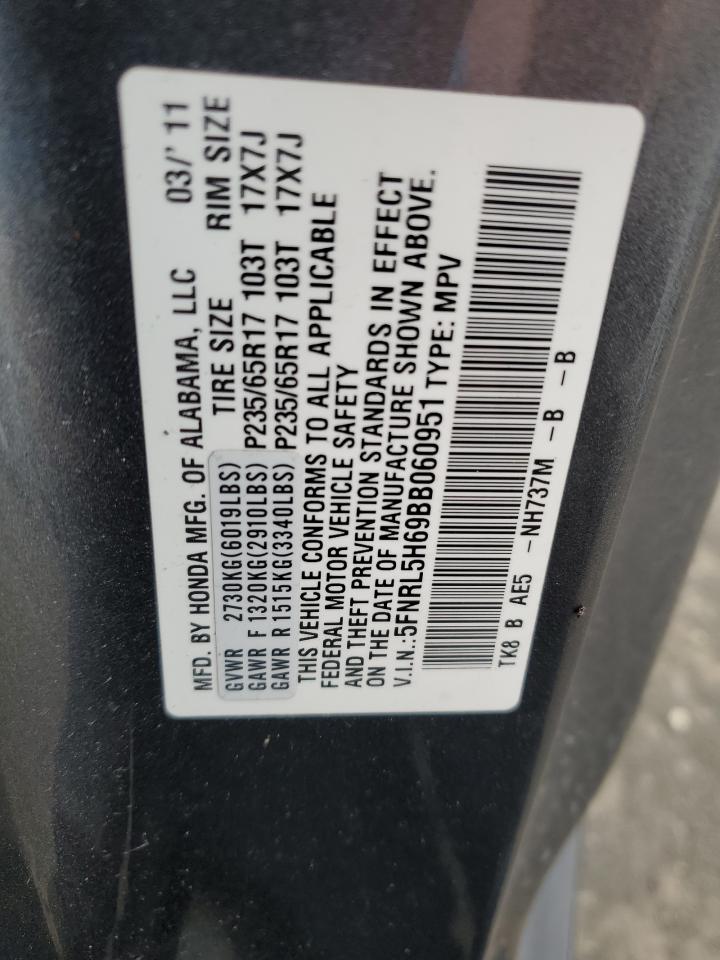 MFD. BY HONDA MFG. OF ALABAMA, LLC 03/'11
TIRE SIZE RIM SIZE
GVWR 2730KG(6019LBS)
GAWR F 1320KG(2910LBS) P235/65R17 103T 17X7J
GAWR R 1515KG(3340LBS) P235/65R17 103T 17X7J
THIS VEHICLE CONFORMS TO ALL APPLICABLE
FEDERAL MOTOR VEHICLE SAFETY
AND THEFT PREVENTION STANDARDS IN EFFECT
ON THE DATE OF MANUFACTURE SHOWN ABOVE.
V.I.N.:5FNRL5H69BB060951 TYPE: MPV
TK8 B AE5 -NH737M -B -B